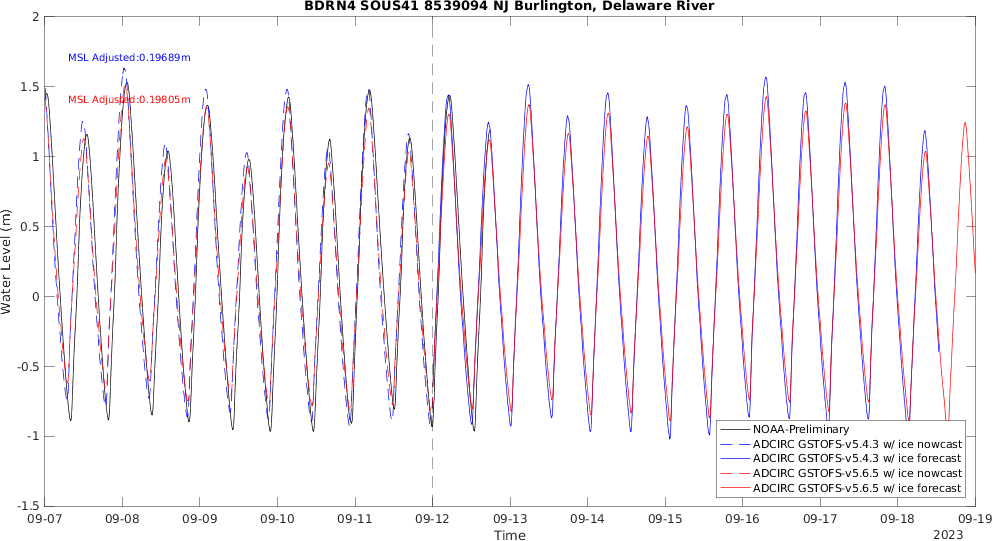 BDRN4 SOUS41 8539094 NJ Burlington, Delaware River
2
1.5
1
0.5
0
-0.5
-1
-1.5
Water Level (m)
MSL Adjusted:0.19689m
MSL Adjusted:0.19805m
NOAA-Preliminary
ADCIRC GSTOFS-v5.4.3 w/ ice nowcast
ADCIRC GSTOFS-v5.4.3 w/ ice forecast
ADCIRC GSTOFS-v5.6.5 w/ ice nowcast
ADCIRC GSTOFS-v5.6.5 w/ ice forecast
09-07 09-08 09-09 09-10 09-11 09-12 09-13 09-14 09-15 09-16 09-17 09-18 09-19
Time
2023